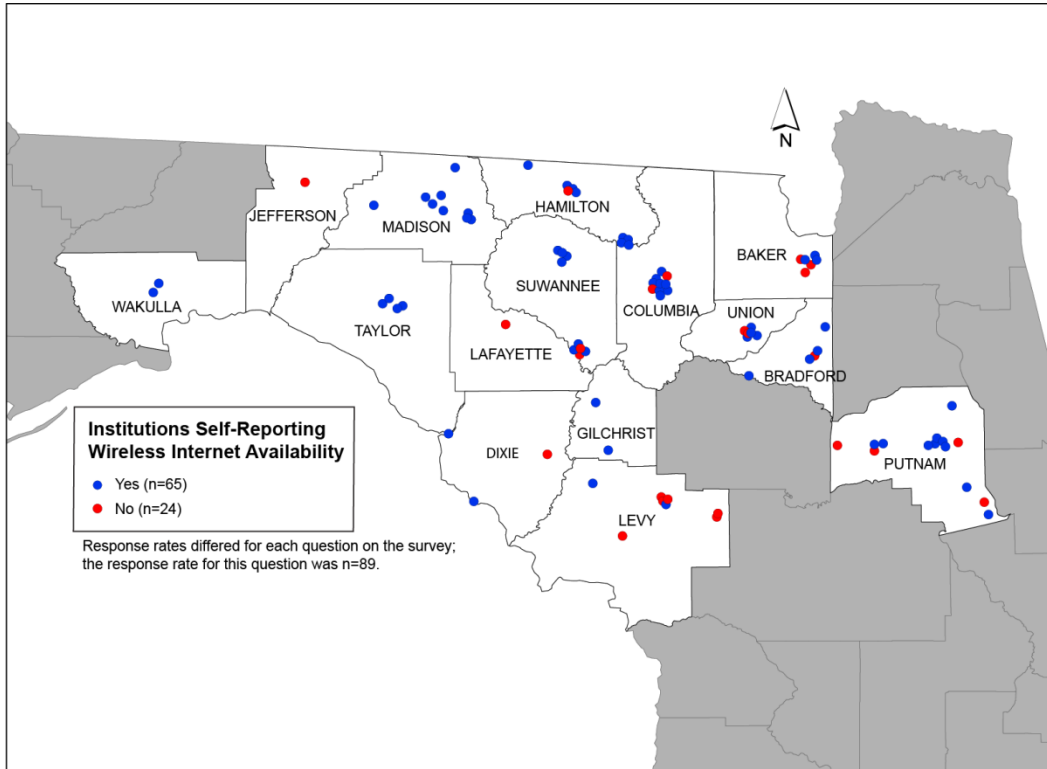 N
JEFFERSON
MADISON
HAMILTON
BAKER
SUWANNEE
WAKULLA
COLUMBIA
UNION
TAYLOR
LAFAYETTE
BRADFORD
GILCHRIST
DIXIE
PUTNAM
LEVY
Institutions Self-Reporting
Wireless Internet Availability
Yes (n=65)
No (n=24)
Response rates differed for each question on the survey;
the response rate for this question was n=89.